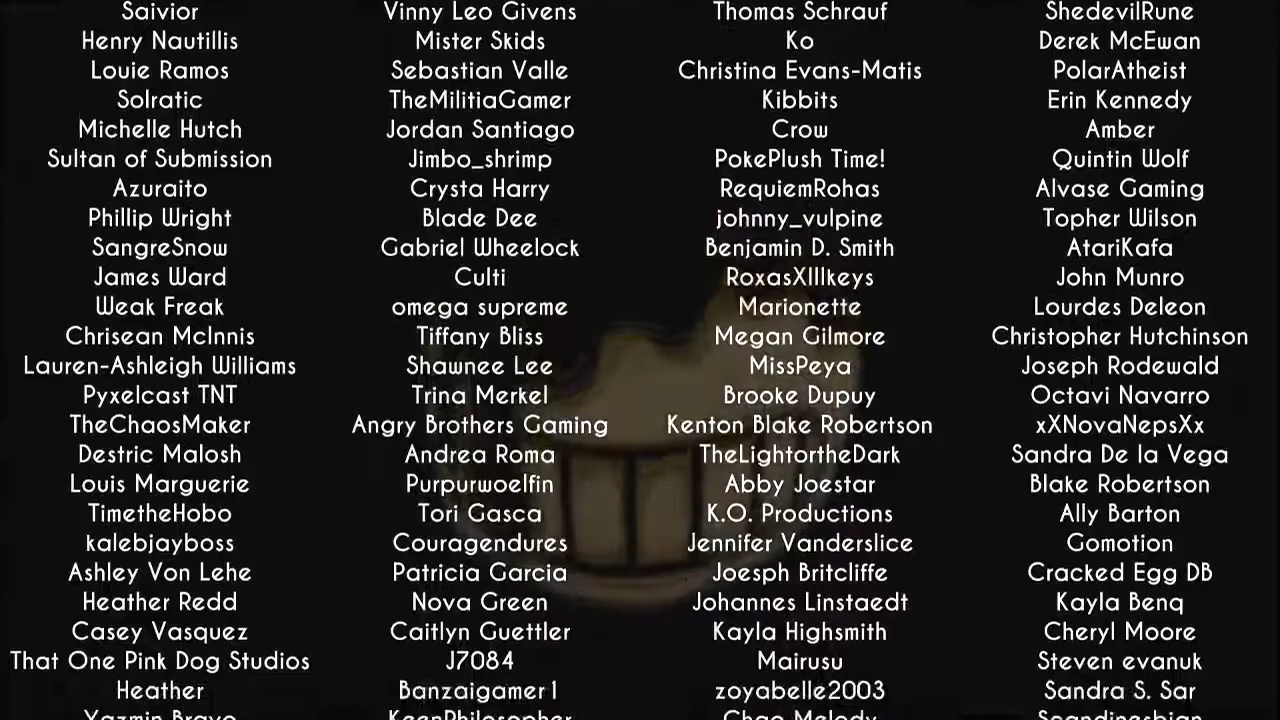 Saivior
Henry Nautillis
Louie Ramos
Solratic
Michelle Hutch
Sultan of Submission
Azuraito
Phillip Wright
SangreSnow
James Ward
Weak Freak
Chrisean McInnis
Lauren-Ashleigh Williams
Pyxelcast TNT
TheChaosMaker
Destric Malosh
Louis Marguerie
TimetheHobo
kalebjayboss
Ashley Von Lehe
Heather Redd
Casey Vasquez
That One Pink Dog Studios
Heather
Yazmin Bravo
Vinny Leo Givens
Mister Skids
Sebastian Valle
TheMilitiaGamer
Jordan Santiago
Jimbo_shrimp
Crysta Harry
Blade Dee
Gabriel Wheelock
Culti
omega supreme
Tiffany Bliss
Shawnee Lee
Trina Merkel
Angry Brothers Gaming
Andrea Roma
Purpurwoelfin
Tori Gasca
Couragendures
Patricia Garcia
Nova Green
Caitlyn Guettler
J7084
Banzaigamer1
KeenPhilosopher
Thomas Schrauf
Ko
Christina Evans-Matis
Kibbits
Crow
PokePlush Time!
RequiemRohas
johnny_vulpine
Benjamin D. Smith
RoxasXIIIkeys
Marionette
Megan Gilmore
MissPeya
Brooke Dupuy
Kenton Blake Robertson
TheLightortheDark
Abby Joestar
K.O. Productions
Jennifer Vanderslice
Joesph Britcliffe
Johannes Linstaedt
Kayla Highsmith
Mairusu
zoyabelle2003
Chao Melody
ShedevilRune
Derek McEwan
PolarAtheist
Erin Kennedy
Amber
Quintin Wolf
Alvase Gaming
Topher Wilson
AtariKafa
John Munro
Lourdes Deleon
Christopher Hutchinson
Joseph Rodewald
Octavi Navarro
xXNovaNepsXx
Sandra De la Vega
Blake Robertson
Ally Barton
Gomotion
Cracked Egg DB
Kayla Benq
Cheryl Moore
Steven evanuk
Sandra S. Sar